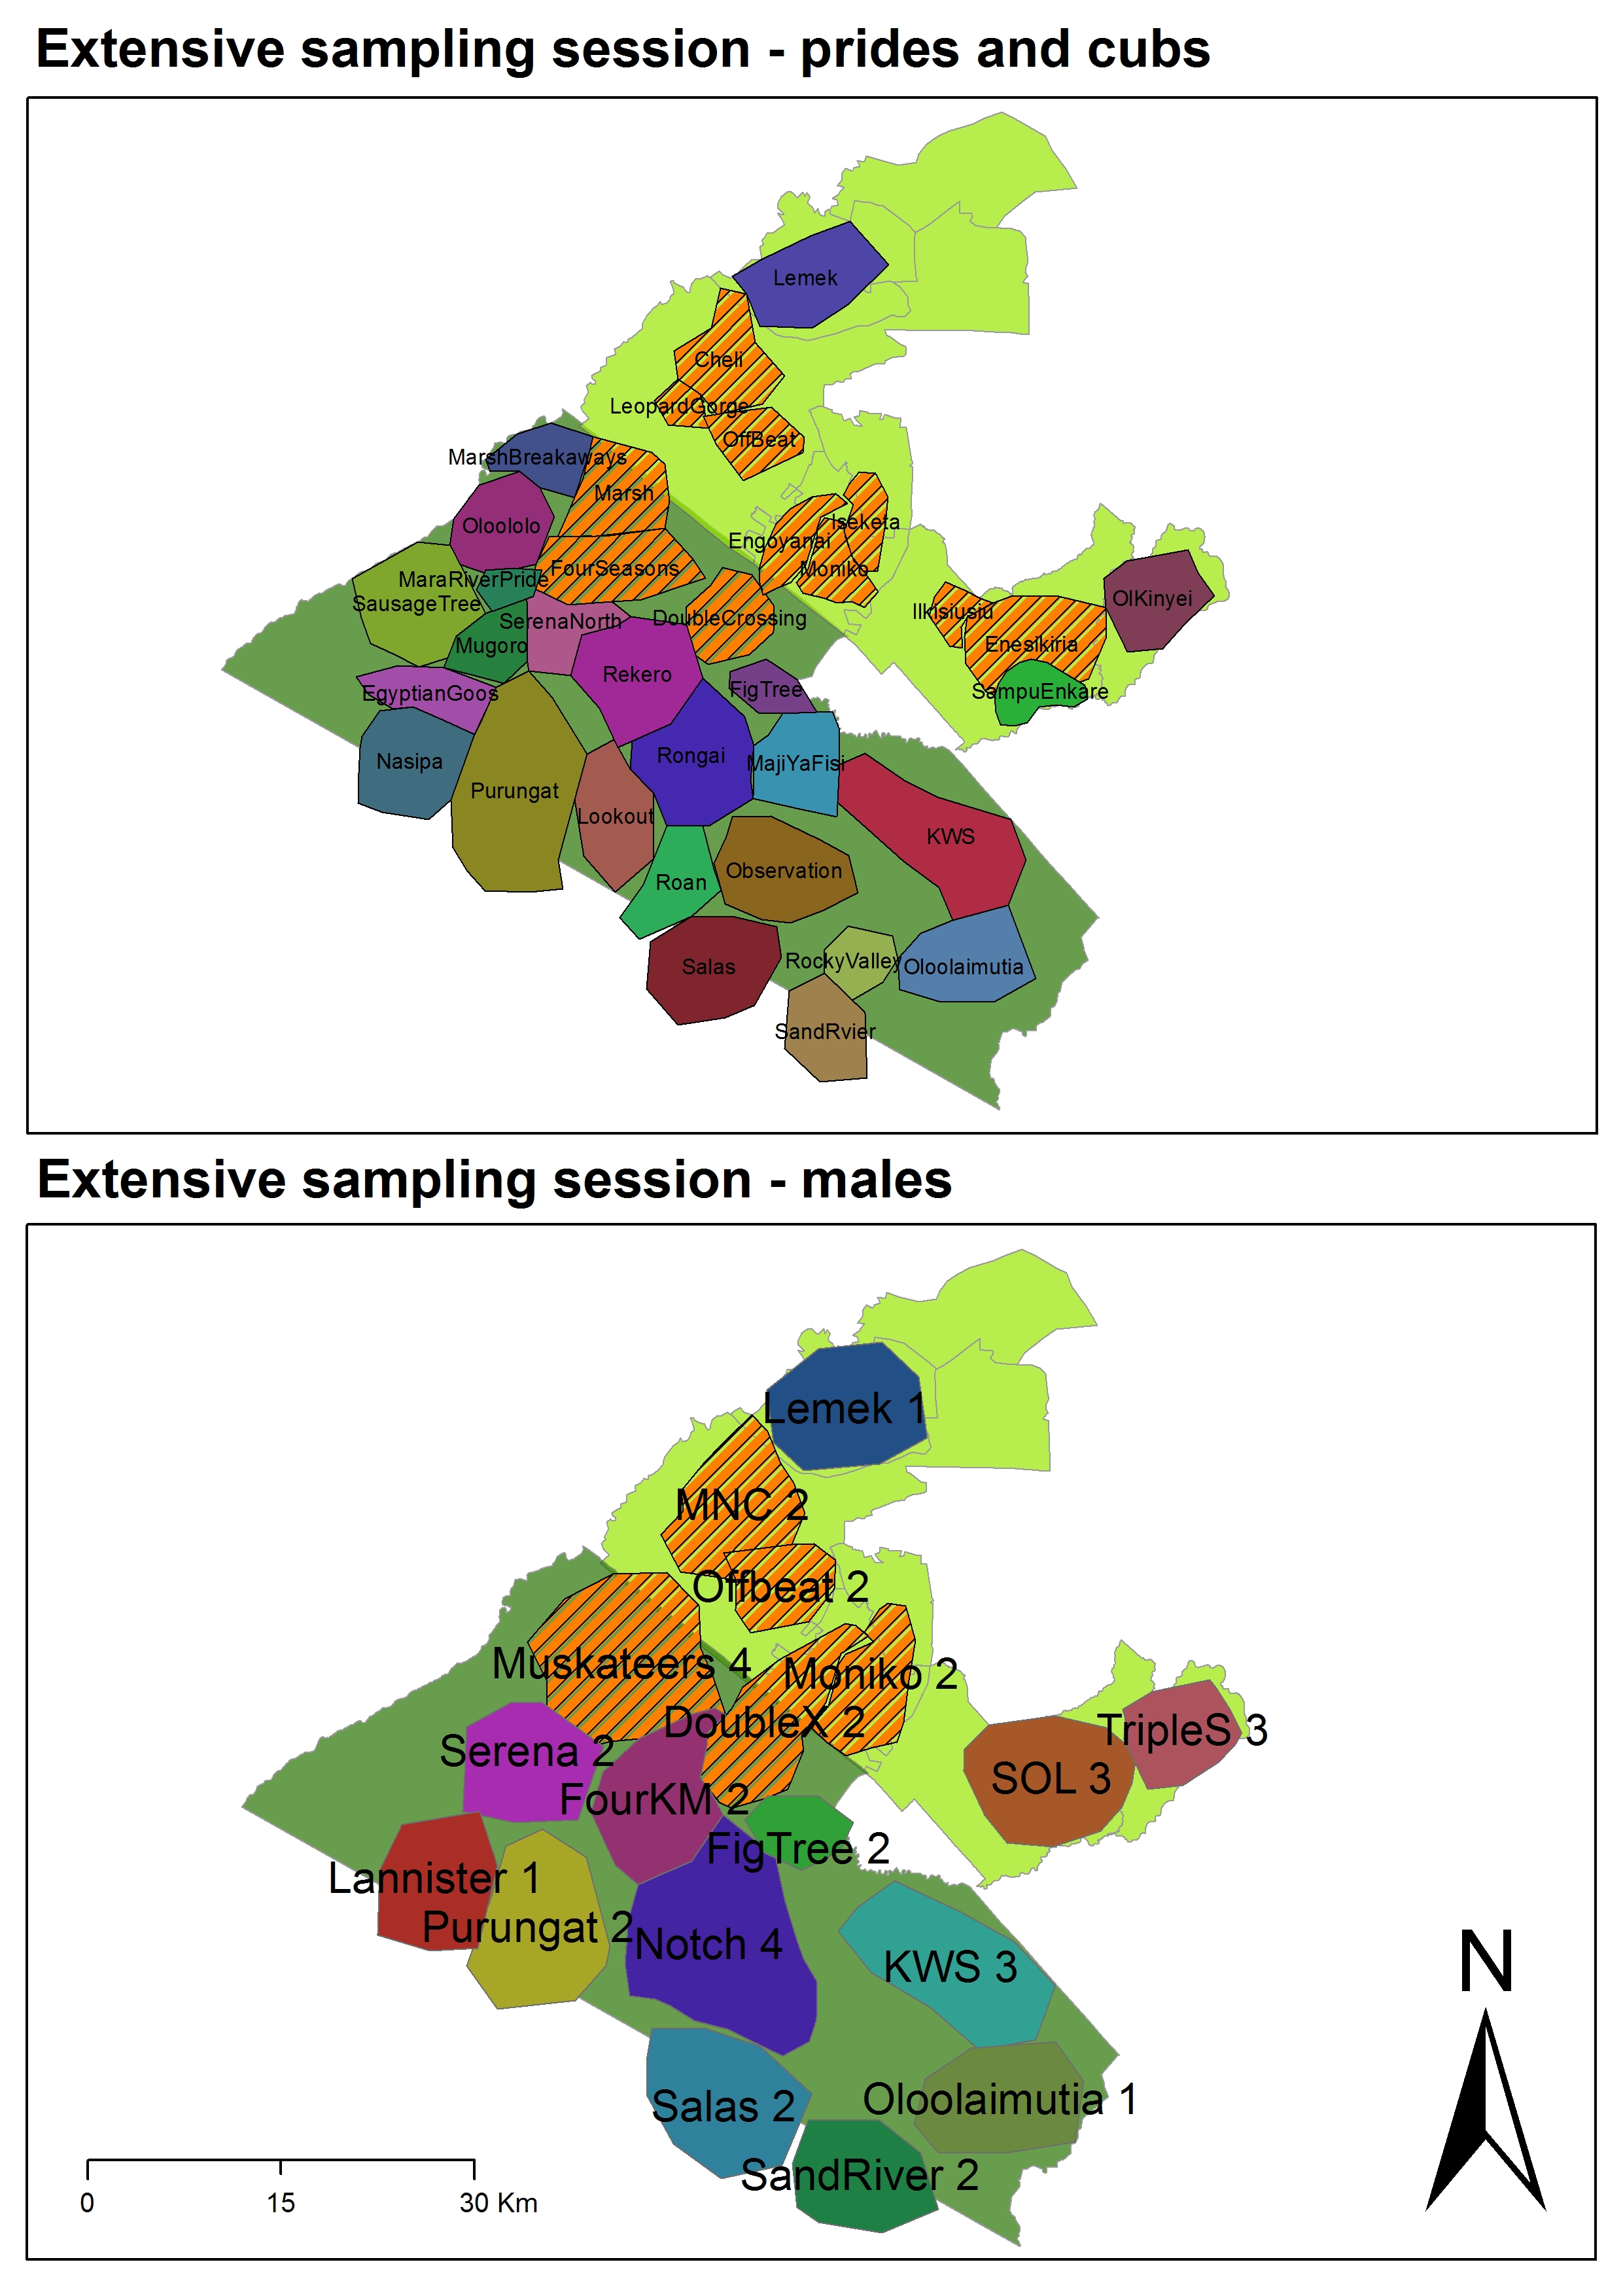 Extensive sampling session - prides and cubs
Lemek
Cheli
LeopardGorge
OffBeat
MarshBreakaways
Marsh
Oloololo
Iseketa
Engoyanai
Moniko
FourSeasons
MaraRiverPride
SausageTree
OlKinyei
Ilkisiusiu
DoubleCrossing
SerenaNorth
Mugoro
Enesikiria
Rekero
FigTree
EgyptianGoos
SampuEnkare
Rongai
Nasipa
MajiYaFisi
Purungat
Lookout
KWS
Observation
Roan
RockyValley
Salas
Oloolaimutia
SandRvier
Extensive sampling session - males
Lemek 1
MNC 2
Offbeat 2
Muskateers 4
Moniko 2
DoubleX 2
TripleS 3
Serena 2
SOL 3
FourKM 2
FigTree 2
Lannister 1
Purungat 2
Notch 4
KWS 3
N
Oloolaimutia 1
Salas 2
SandRiver 2
0 15 30 Km